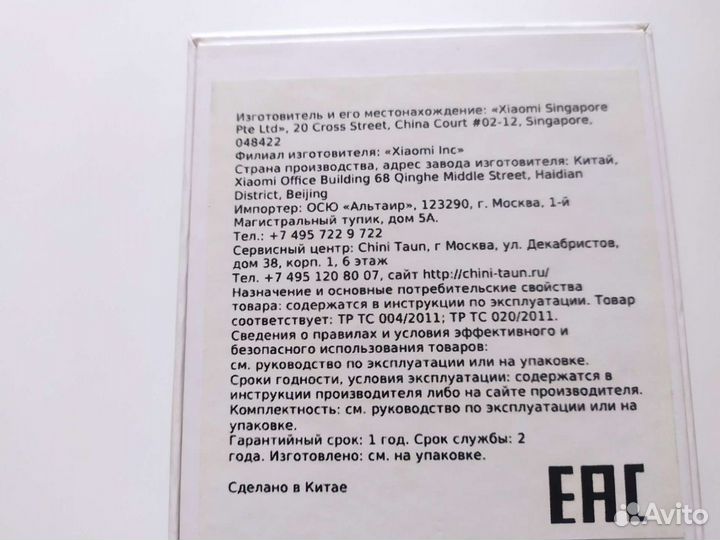 Изготовитель и его местонахождение: «Xiaomi Singapore
Pte Ltd», 20 Cross Street, China Court #02-12, Singapore,
048422
Филиал изготовителя: «Xiaomi Inc»
Страна производства, адрес завода изготовителя: Китай,
Xiaomi Office Building 68 Qinghe Middle Street, Haidian
District, Beijing
Импортер: ОСЮ «Альтаир», 123290, г. Москва, 1-й
Магистральный тупик, дом 5А.
Тел.: +7 495 722 9 722
Сервисный центр: Chini Taun, г Москва, ул. Декабристов,
дом 38, корп. 1, 6 этаж
Тел. +7 495 120 80 07, сайт http://chini-taun.ru/
Назначение и основные потребительские свойства
товара: содержатся в инструкции по эксплуатации. Товар
соответствует: ТР ТС 004/2011; ТР ТС 020/2011.
Сведения о правилах и условия эффективного и
безопасного использования товаров:
см. руководство по эксплуатации или на упаковке.
Сроки годности, условия эксплуатации: содержатся в
инструкции производителя либо на сайте производителя.
Комплектность: см. руководство по эксплуатации или на
упаковке.
Гарантийный срок: 1 год. Срок службы: 2
года. Изготовлено: см. на упаковке.
Сделано в Китае
EAC
Avito